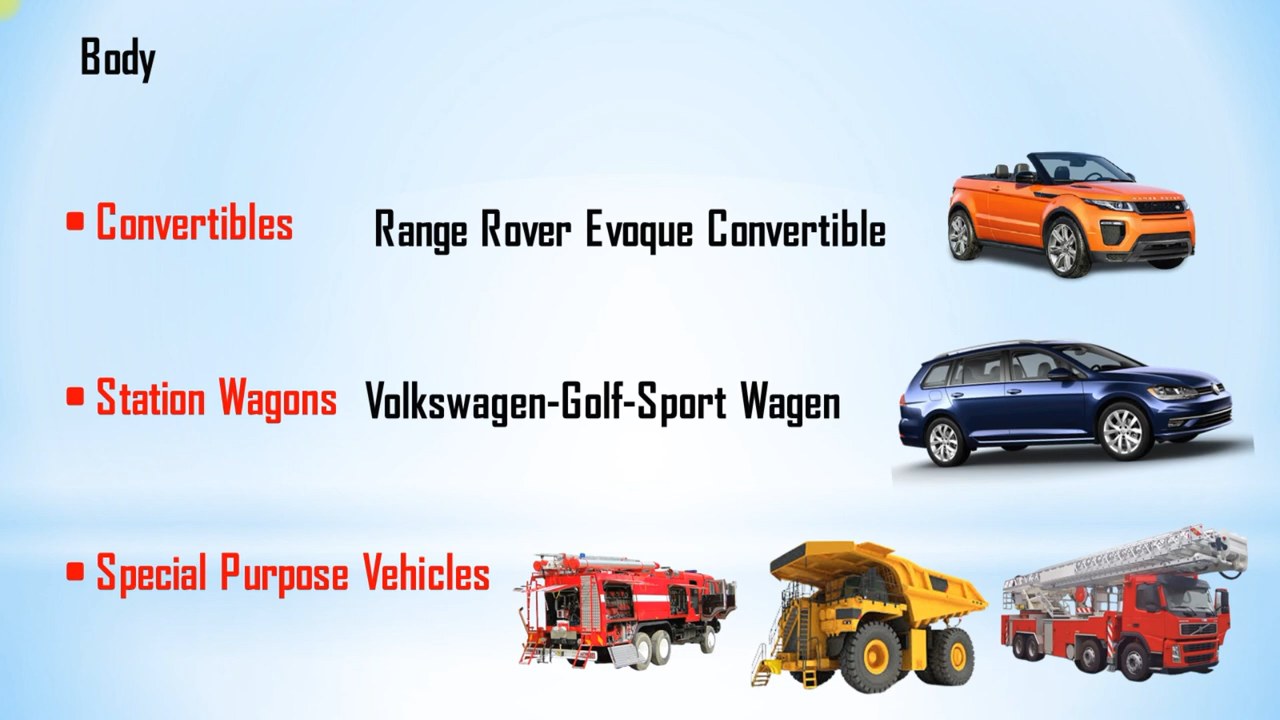 Body
▪ Convertibles Range Rover Evoque Convertible
▪ Station Wagons Volkswagen-Golf-Sport Wagen
▪ Special Purpose Vehicles